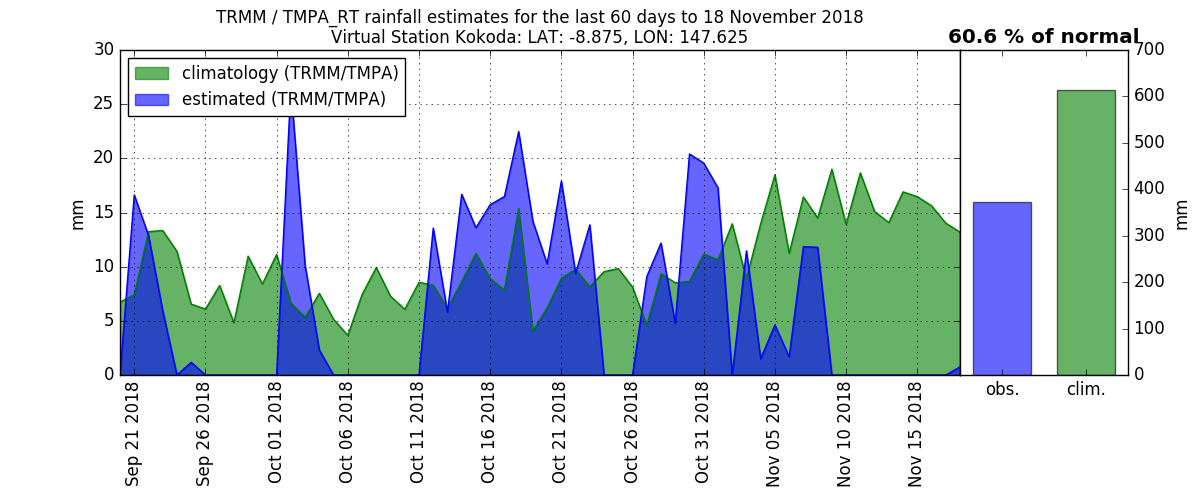 TRMM / TMPA_RT rainfall estimates for the last 60 days to 18 November 2018
Virtual Station Kokoda: LAT: -8.875, LON: 147.625
60.6 % of normal
climatology (TRMM/TMPA)
estimated (TRMM/TMPA)
30
25
20
15
10
5
0
mm
Sep 21 2018
Sep 26 2018
Oct 01 2018
Oct 06 2018
Oct 11 2018
Oct 16 2018
Oct 21 2018
Oct 26 2018
Oct 31 2018
Nov 05 2018
Nov 10 2018
Nov 15 2018
obs.
clim.
700
600
500
400
300
200
100
0
mm